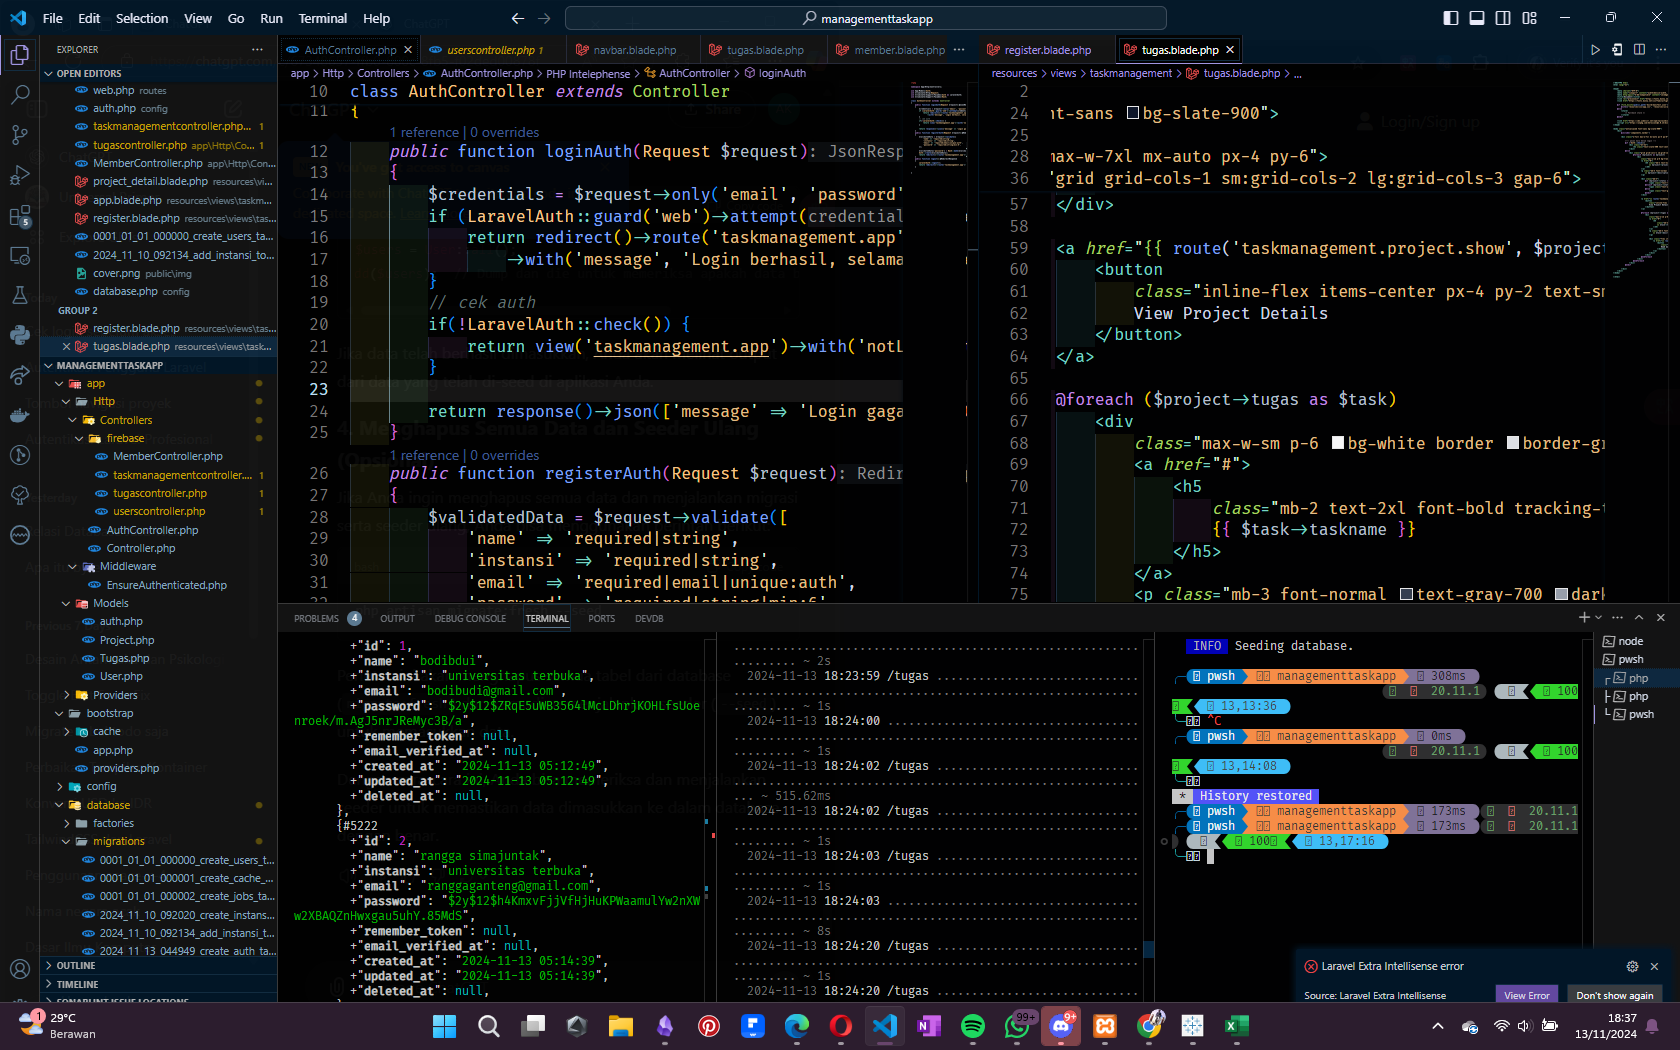 File Edit Selection View Go Run Terminal Help
managementtaskapp
EXPLORER
OPEN EDITORS
web.php routes
auth.php config
taskmanagementcontroller.php... 1
tugascontroller.php app\Http\Co... 1
MemberController.php app\Http\Con...
project_detail.blade.php resources\vi...
app.blade.php resources\views\taskm...
register.blade.php resources\views\tas...
0001_01_01_000000_create_users_ta...
2024_11_10_092134_add_instansi_to...
cover.png public\img
database.php config
GROUP 2
register.blade.php resources\views\tas...
tugas.blade.php resources\views\task...
MANAGEMENTTASKAPP
app
Http
Controllers
firebase
MemberController.php
taskmanagementcontroller.... 1
tugascontroller.php 1
userscontroller.php 1
AuthController.php
Controller.php
Middleware
EnsureAuthenticated.php
Models
auth.php
Project.php
Tugas.php
User.php
Providers
bootstrap
cache
app.php
providers.php
config
database
factories
migrations
0001_01_01_000000_create_users_t...
0001_01_01_000001_create_cache_...
0001_01_01_000002_create_jobs_ta...
2024_11_10_092020_create_instans...
2024_11_10_092134_add_instansi_t...
2024_11_13_044949_create_auth_ta...
OUTLINE
TIMELINE
SONARLINT ISSUE LOCATIONS
AuthController.php
userscontroller.php 1
navbar.blade.php
tugas.blade.php
member.blade.php
app > Http > Controllers > AuthController.php > PHP Intelephense > AuthController > loginAuth
10 class AuthController extends Controller
11 {
1 reference | 0 overrides
12 public function loginAuth(Request $request): JsonResp
13 {
14 $credentials = $request->only('email', 'password'
15 if (LaravelAuth::guard('web')->attempt(credential
16 return redirect()->route('taskmanagement.app'
17 ->with('message', 'Login berhasil, selama
18 }
19 // cek auth
20 if(!LaravelAuth::check()) {
21 return view('taskmanagement.app')->with('notL
22 }
23
24 return response()->json(['message' => 'Login gaga
25 }
1 reference | 0 overrides
26 public function registerAuth(Request $request): Redir
27 {
28 $validatedData = $request->validate([
29 'name' => 'required|string',
30 'instansi' => 'required|string',
31 'email' => 'required|email|unique:auth',
32 'password' => 'required|string|min:6'
register.blade.php
tugas.blade.php
resources > views > taskmanagement > tugas.blade.php > ...
2
24 nt-sans bg-slate-900">
25
28 max-w-7xl mx-auto px-4 py-6">
36 "grid grid-cols-1 sm:grid-cols-2 lg:grid-cols-3 gap-6">
57 </div>
58
59 <a href="{{ route('taskmanagement.project.show', $project
60 <button
61 class="inline-flex items-center px-4 py-2 text-sm
62 View Project Details
63 </button>
64 </a>
65
66 @foreach ($project->tugas as $task)
67 <div
68 class="max-w-sm p-6 bg-white border border-gr
69 <a href="#">
70 <h5
71 class="mb-2 text-2xl font-bold tracking-t
72 {{ $task->taskname }}
73 </h5>
74 </a>
75 <p class="mb-3 font-normal text-gray-700 dark
PROBLEMS 4 OUTPUT DEBUG CONSOLE TERMINAL PORTS DEVDB
+"id": 1,
+"name": "bodibdui",
+"instansi": "universitas terbuka",
+"email": "bodibudi@gmail.com",
+"password": "$2y$12$ZRqE5uWB3564lMcLDhrjKOHLfsUoe
nroek/m.AgJ5nrJReMyc3B/a",
+"remember_token": null,
+"email_verified_at": null,
+"created_at": "2024-11-13 05:12:49",
+"updated_at": "2024-11-13 05:12:49",
+"deleted_at": null,
},
{#5222
+"id": 2,
+"name": "rangga simajuntak",
+"instansi": "universitas terbuka",
+"email": "ranggaganteng@gmail.com",
+"password": "$2y$12$h4KmxvFjjVfHjHuKPWaamulYw2nXW
w2XBAQZnHwxgau5uhY.85MdS",
+"remember_token": null,
+"email_verified_at": null,
+"created_at": "2024-11-13 05:14:39",
+"updated_at": "2024-11-13 05:14:39",
+"deleted_at": null,
......... ~ 2s
2024-11-13 18:23:59 /tugas
......... ~ 1s
2024-11-13 18:24:00
......... ~ 1s
2024-11-13 18:24:02 /tugas
... ~ 515.62ms
2024-11-13 18:24:02 /tugas
......... ~ 1s
2024-11-13 18:24:03 /tugas
......... ~ 1s
2024-11-13 18:24:03
......... ~ 8s
2024-11-13 18:24:20 /tugas
......... ~ 1s
2024-11-13 18:24:20 /tugas
INFO Seeding database.
pwsh managementtaskapp 308ms
20.11.1 100
13,13:36
^C
pwsh managementtaskapp 0ms
20.11.1 100
13,14:08
* History restored
pwsh managementtaskapp 173ms 20.11.1
pwsh managementtaskapp 173ms 20.11.1
100 13,17:16
node
pwsh
php
php
pwsh
Laravel Extra Intellisense error
Source: Laravel Extra Intellisense
View Error
Don't show again
29°C
Berawan
99+
9+
18:37
13/11/2024